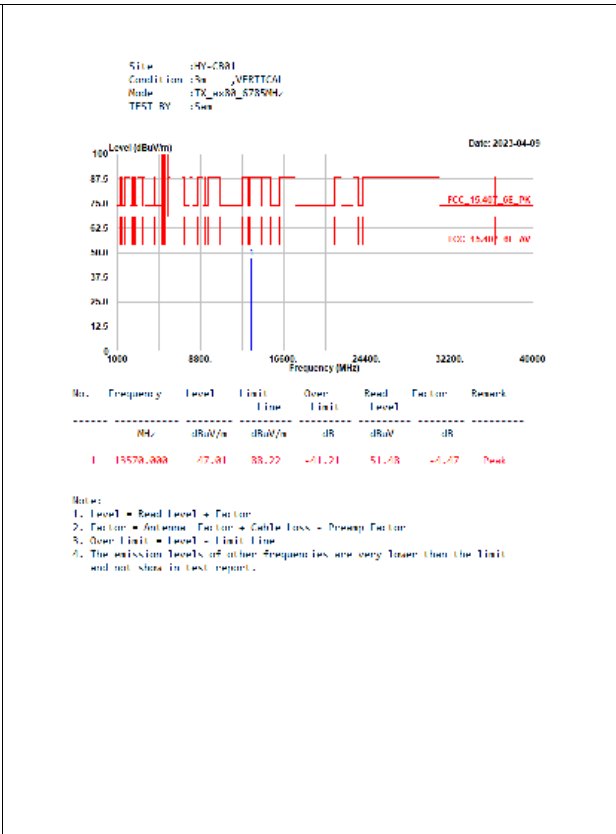 Site :HY-CB01
Condition :3m ,VERTICAL
Mode :TX_ax80_6785MHz
TEST BY :Sam
Level (dBuV/m)
Date: 2023-04-09
100
87.5
75.0
FCC_15.407_6E_PK
62.5
FCC_15.407_6E_AV
50.0
37.5
25.0
12.5
0
1000 8800. 16600. 24400. 32200. 40000
Frequency (MHz)
No. Frequency Level Limit Over Read Factor Remark
Line Limit Level
MHz dBuV/m dBuV/m dB dBuV dB
1 13570.000 47.01 88.22 -41.21 51.48 -4.47 Peak
Note:
1. Level = Read Level + Factor
2. Factor = Antenna Factor + Cable Loss - Preamp Factor
3. Over Limit = Level - Limit Line
4. The emission levels of other frequencies are very lower than the limit
and not show in test report.